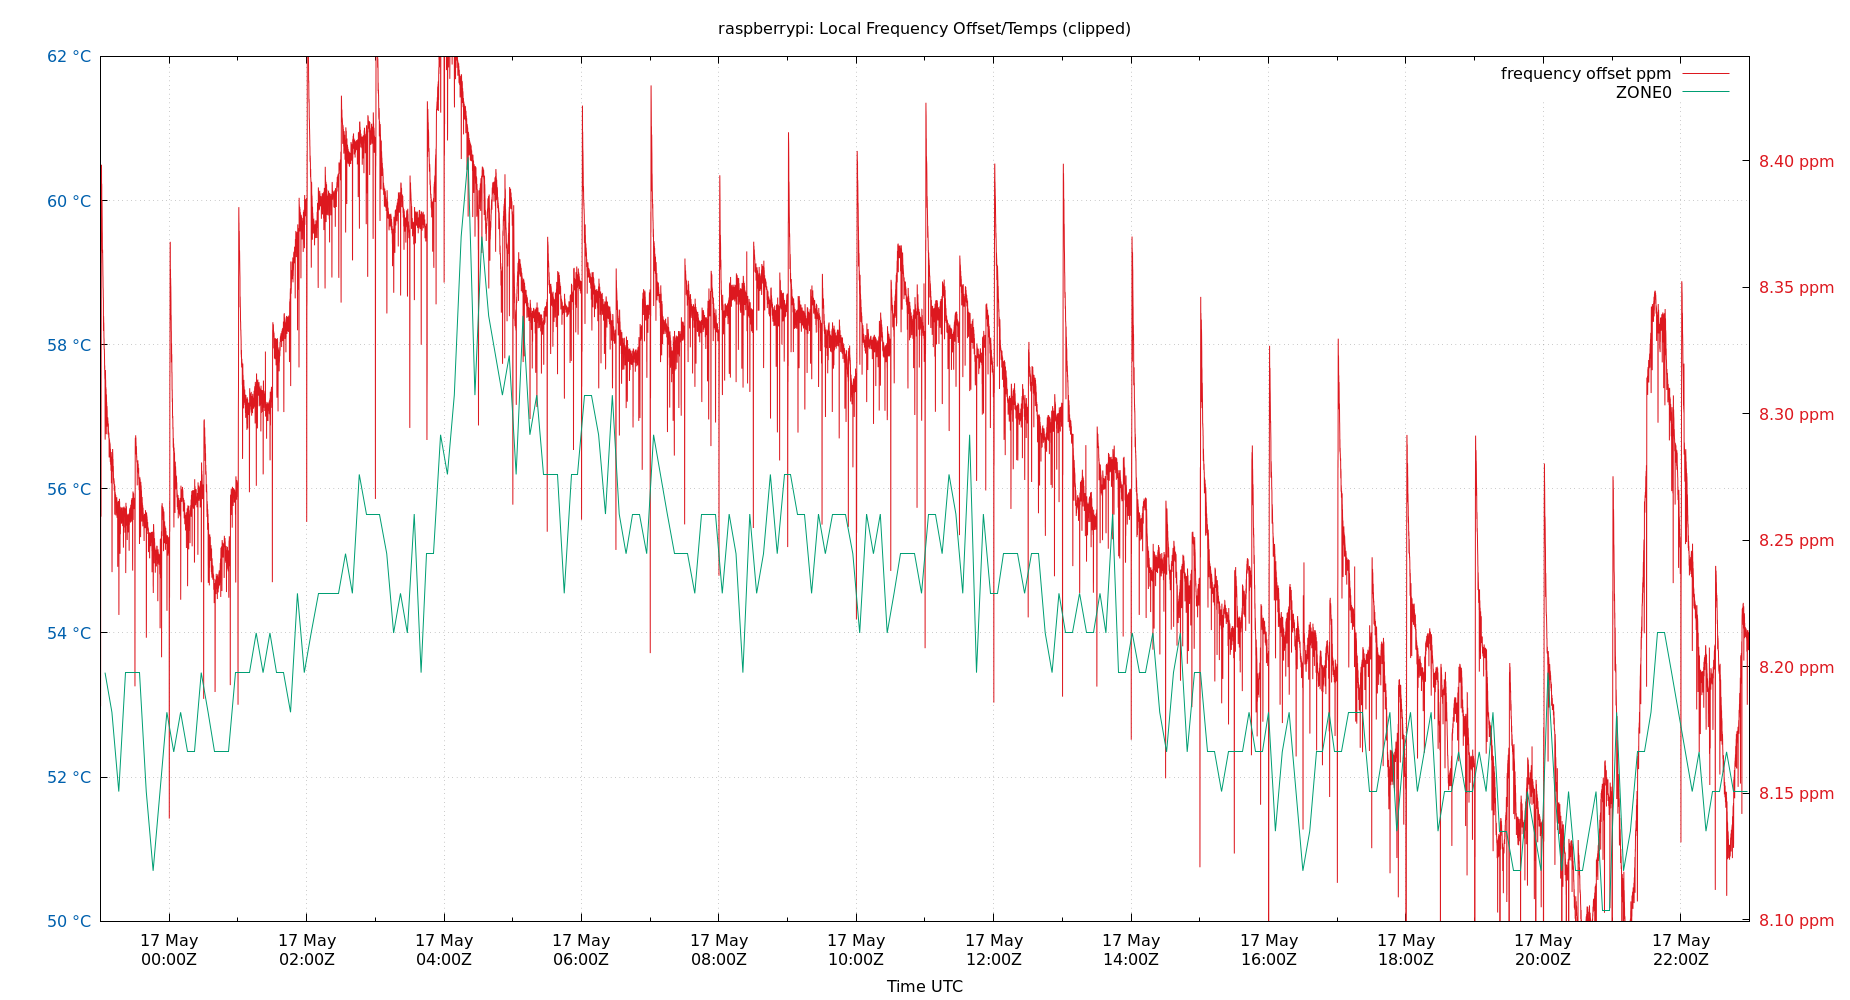 raspberrypi: Local Frequency Offset/Temps (clipped)
62 °C
60 °C
58 °C
56 °C
54 °C
52 °C
50 °C
frequency offset ppm
ZONE0
8.40 ppm
8.35 ppm
8.30 ppm
8.25 ppm
8.20 ppm
8.15 ppm
8.10 ppm
17 May 17 May 17 May 17 May 17 May 17 May 17 May 17 May 17 May 17 May 17 May 17 May
00:00Z 02:00Z 04:00Z 06:00Z 08:00Z 10:00Z 12:00Z 14:00Z 16:00Z 18:00Z 20:00Z 22:00Z
Time UTC